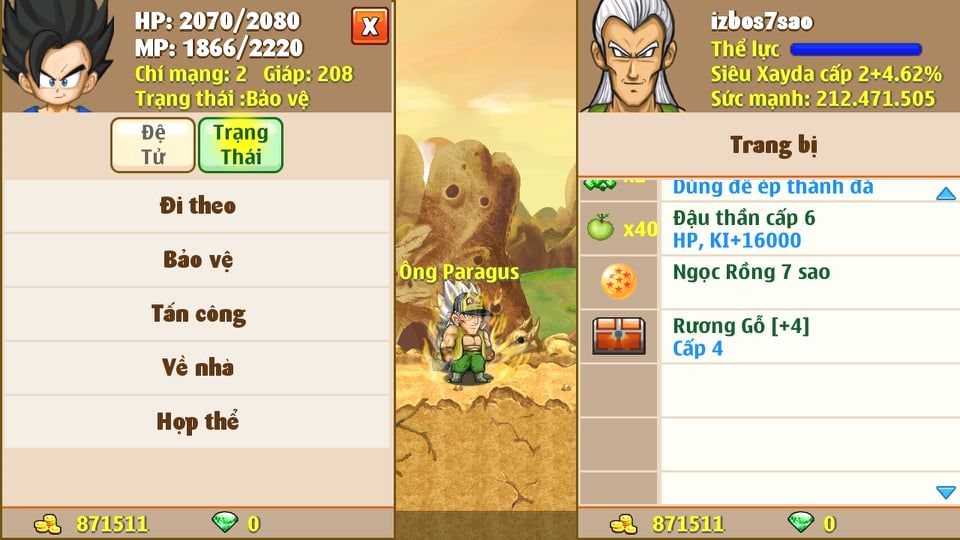 HP: 2070/2080
MP: 1866/2220
Chí mạng: 2 Giáp: 208
Trạng thái :Bảo vệ
X
Đệ
Tử
Trạng
Thái
Đi theo
Bảo vệ
Tấn công
Về nhà
Hợp thể
871511
0
Ông Paragus
izbos7sao
Thể lực
Siêu Xayda cấp 2+4.62%
Sức mạnh: 212.471.505
Trang bị
Dùng để ép thành đá
x40
Đậu thần cấp 6
HP, KI+16000
Ngọc Rồng 7 sao
Rương Gỗ [+4]
Cấp 4
871511
0